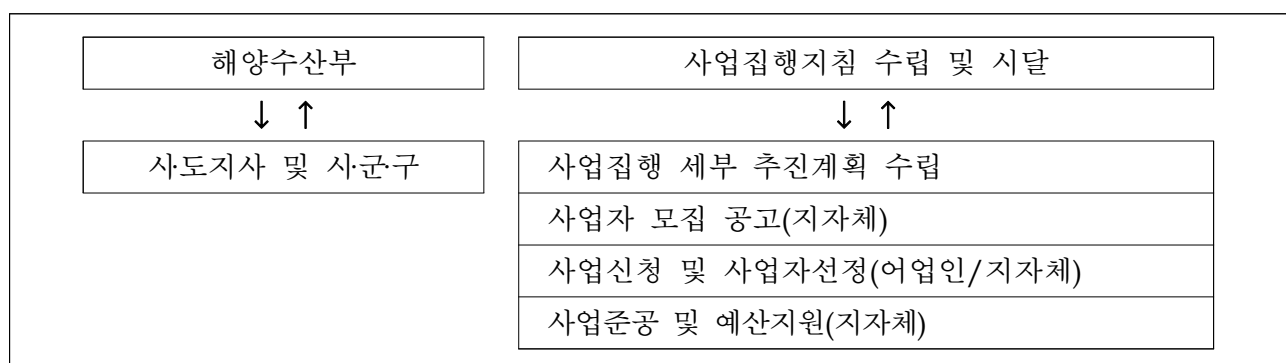 해양수산부 사업집행지침 수립 및 시달
↓ ↑ ↓ ↑
시·도지사 및 시·군·구 사업집행 세부 추진계획 수립
사업자 모집 공고(지자체)
사업신청 및 사업자선정(어업인/지자체)
사업준공 및 예산지원(지자체)